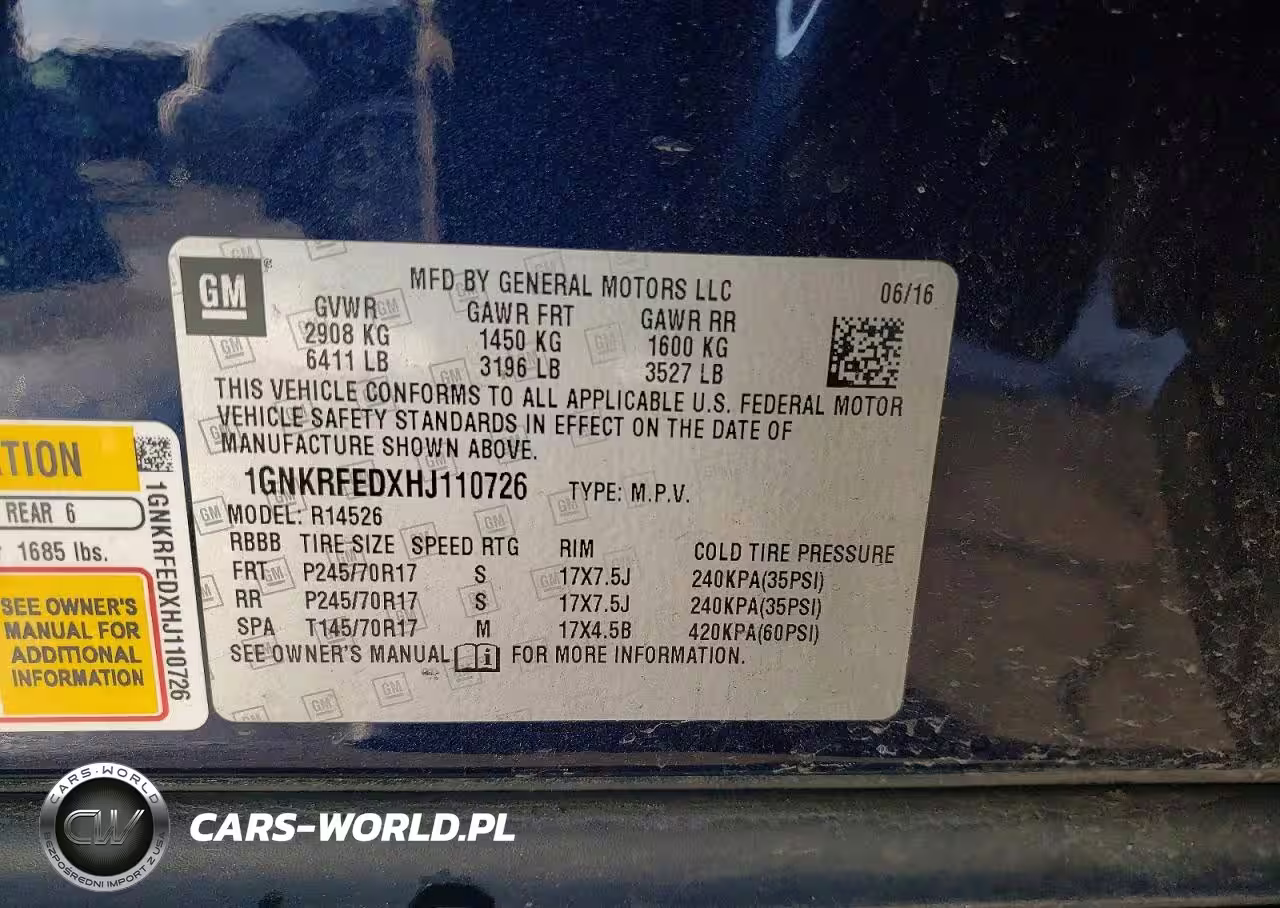 GM
MFD BY GENERAL MOTORS LLC
06/16
GVWR GAWR FRT GAWR RR
2908 KG 1450 KG 1600 KG
6411 LB 3196 LB 3527 LB
THIS VEHICLE CONFORMS TO ALL APPLICABLE U.S. FEDERAL MOTOR
VEHICLE SAFETY STANDARDS IN EFFECT ON THE DATE OF
MANUFACTURE SHOWN ABOVE.
1GNKRFEDXHJ110726 TYPE: M.P.V.
MODEL: R14526
RBBB TIRE SIZE SPEED RTG RIM COLD TIRE PRESSURE
FRT P245/70R17 S 17X7.5J 240KPA(35PSI)
RR P245/70R17 S 17X7.5J 240KPA(35PSI)
SPA T145/70R17 M 17X4.5B 420KPA(60PSI)
SEE OWNER'S MANUAL FOR MORE INFORMATION.
TION
REAR 6
1685 lbs.
SEE OWNER'S
MANUAL FOR
ADDITIONAL
INFORMATION
1GNKRFEDXHJ110726
CARS-WORLD
CW
BEZPOŚREDNI IMPORT Z USA
CARS-WORLD.PL